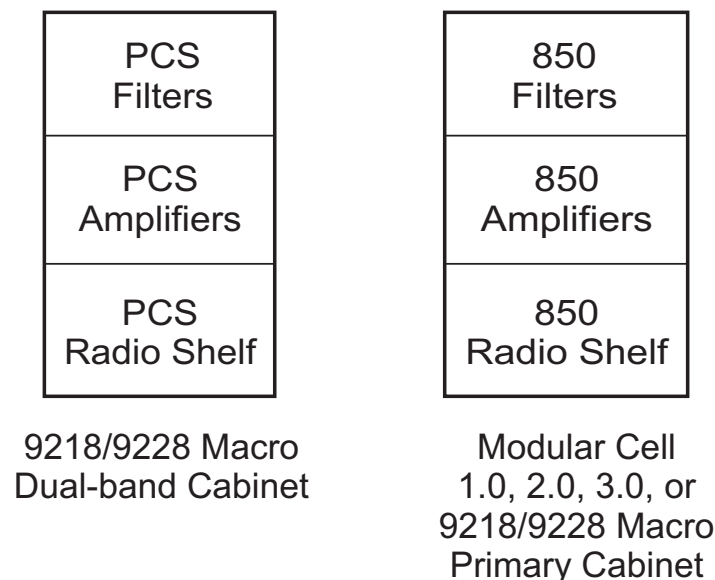 PCS
Filters
PCS
Amplifiers
PCS
Radio Shelf
9218/9228 Macro
Dual-band Cabinet
850
Filters
850
Amplifiers
850
Radio Shelf
Modular Cell
1.0, 2.0, 3.0, or
9218/9228 Macro
Primary Cabinet